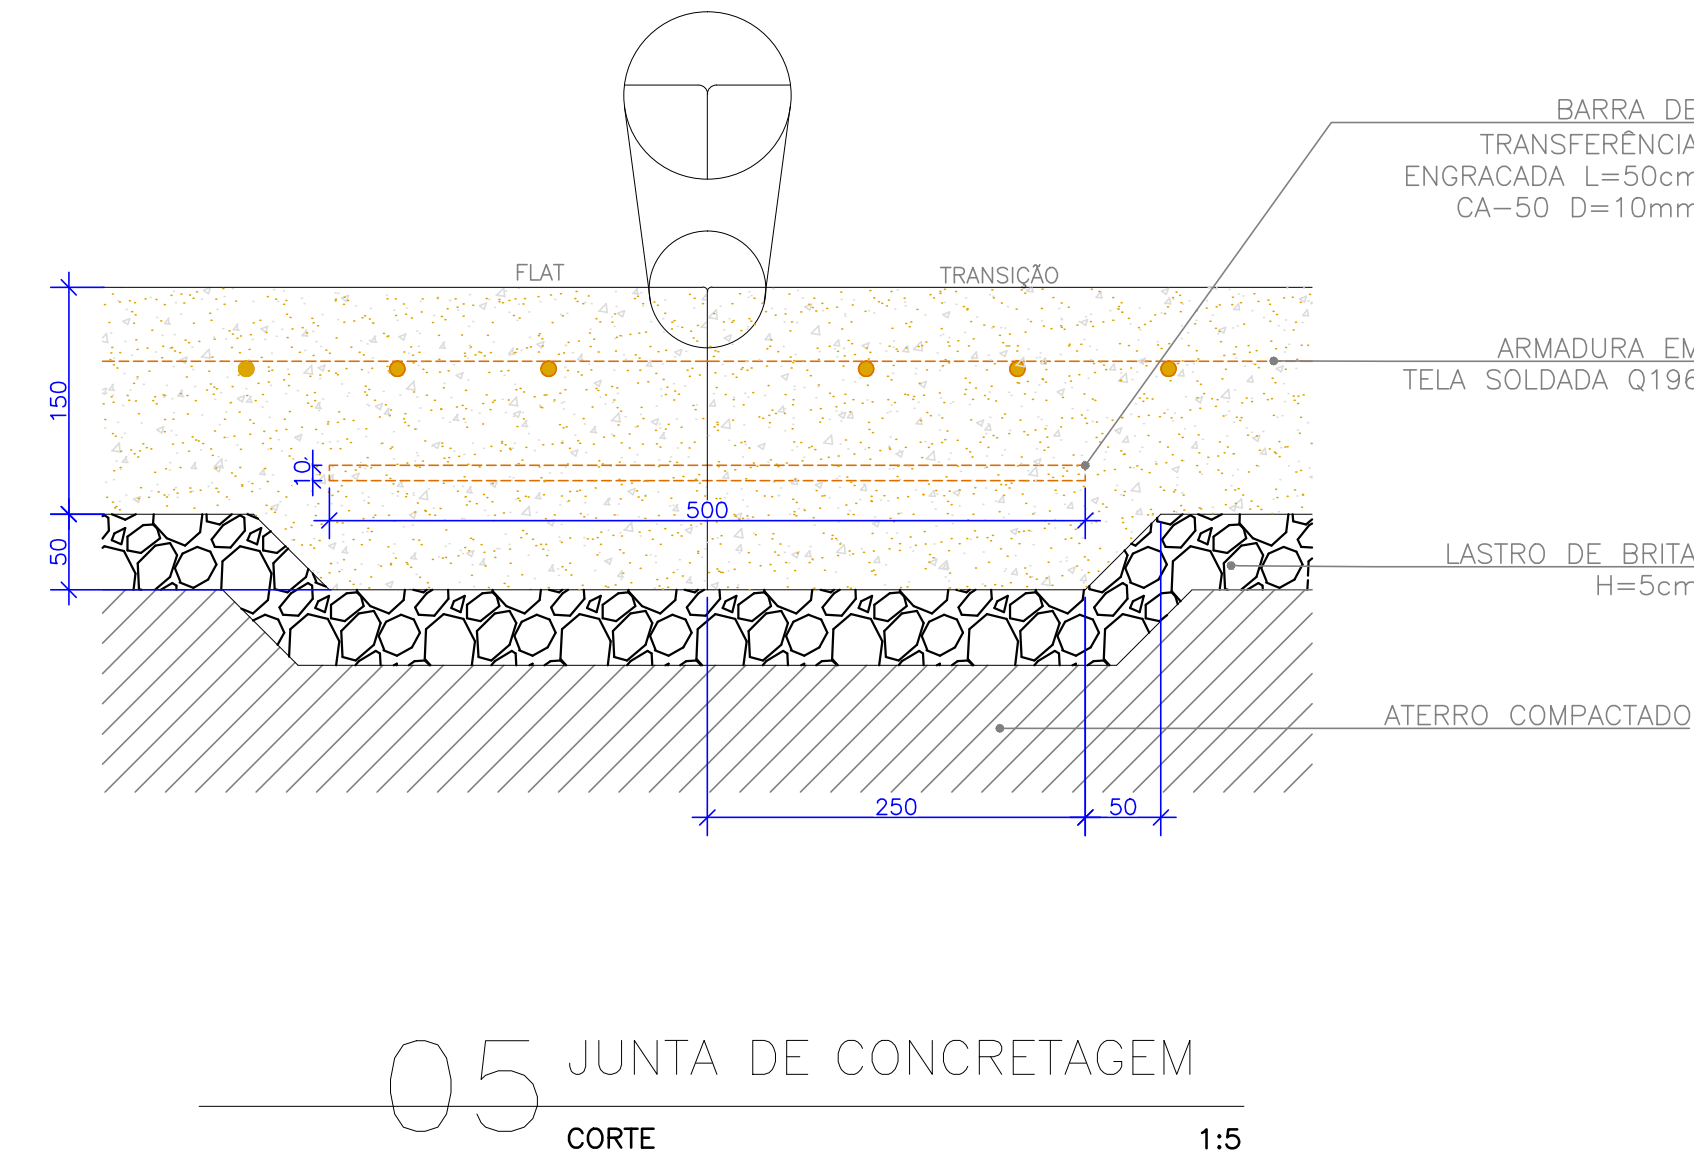 BARRA DE
TRANSFERÊNCIA
ENGRACADA L=50cm
CA-50 D=10mm
FLAT
TRANSIÇÃO
ARMADURA EM
TELA SOLDADA Q196
150
10
500
50
LASTRO DE BRITA
H=5cm
ATERRO COMPACTADO
250
50
05
JUNTA DE CONCRETAGEM
CORTE
1:5